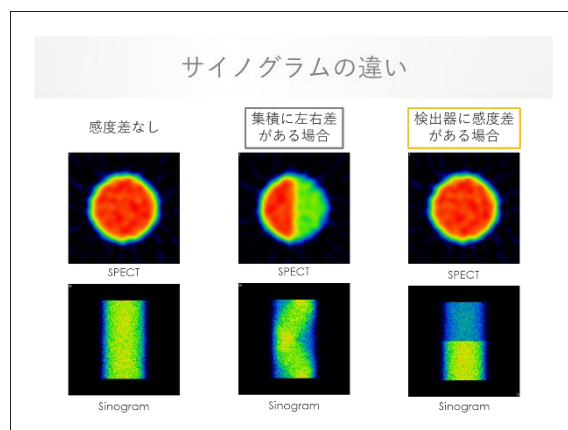 サイノグラムの違い
感度差なし
集積に左右差
がある場合
検出器に感度差
がある場合
SPECT
SPECT
SPECT
Sinogram
Sinogram
Sinogram